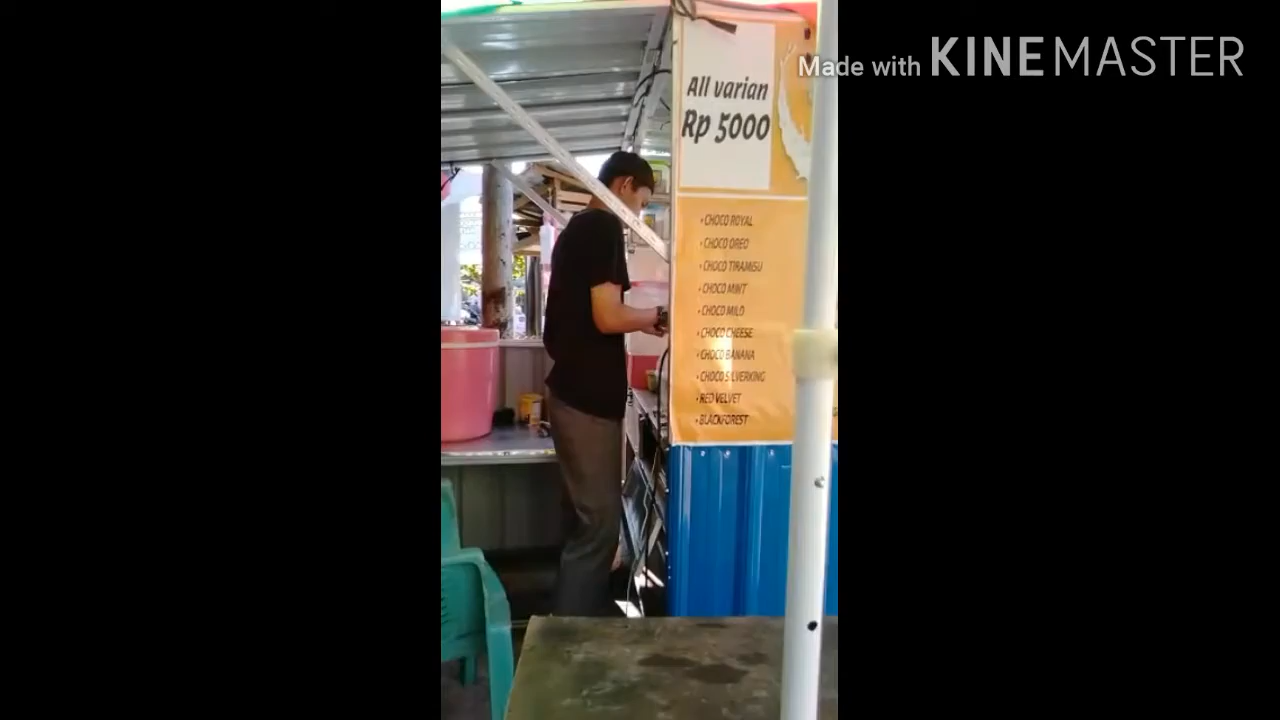 Made with KINEMASTER
All varian
Rp 5000
• CHOCO ROYAL
• CHOCO OREO
• CHOCO TIRAMISU
• CHOCO MINT
• CHOCO MILO
• CHOCO CHEESE
• CHOCO BANANA
• CHOCO SILVERKING
• RED VELVET
• BLACKFOREST